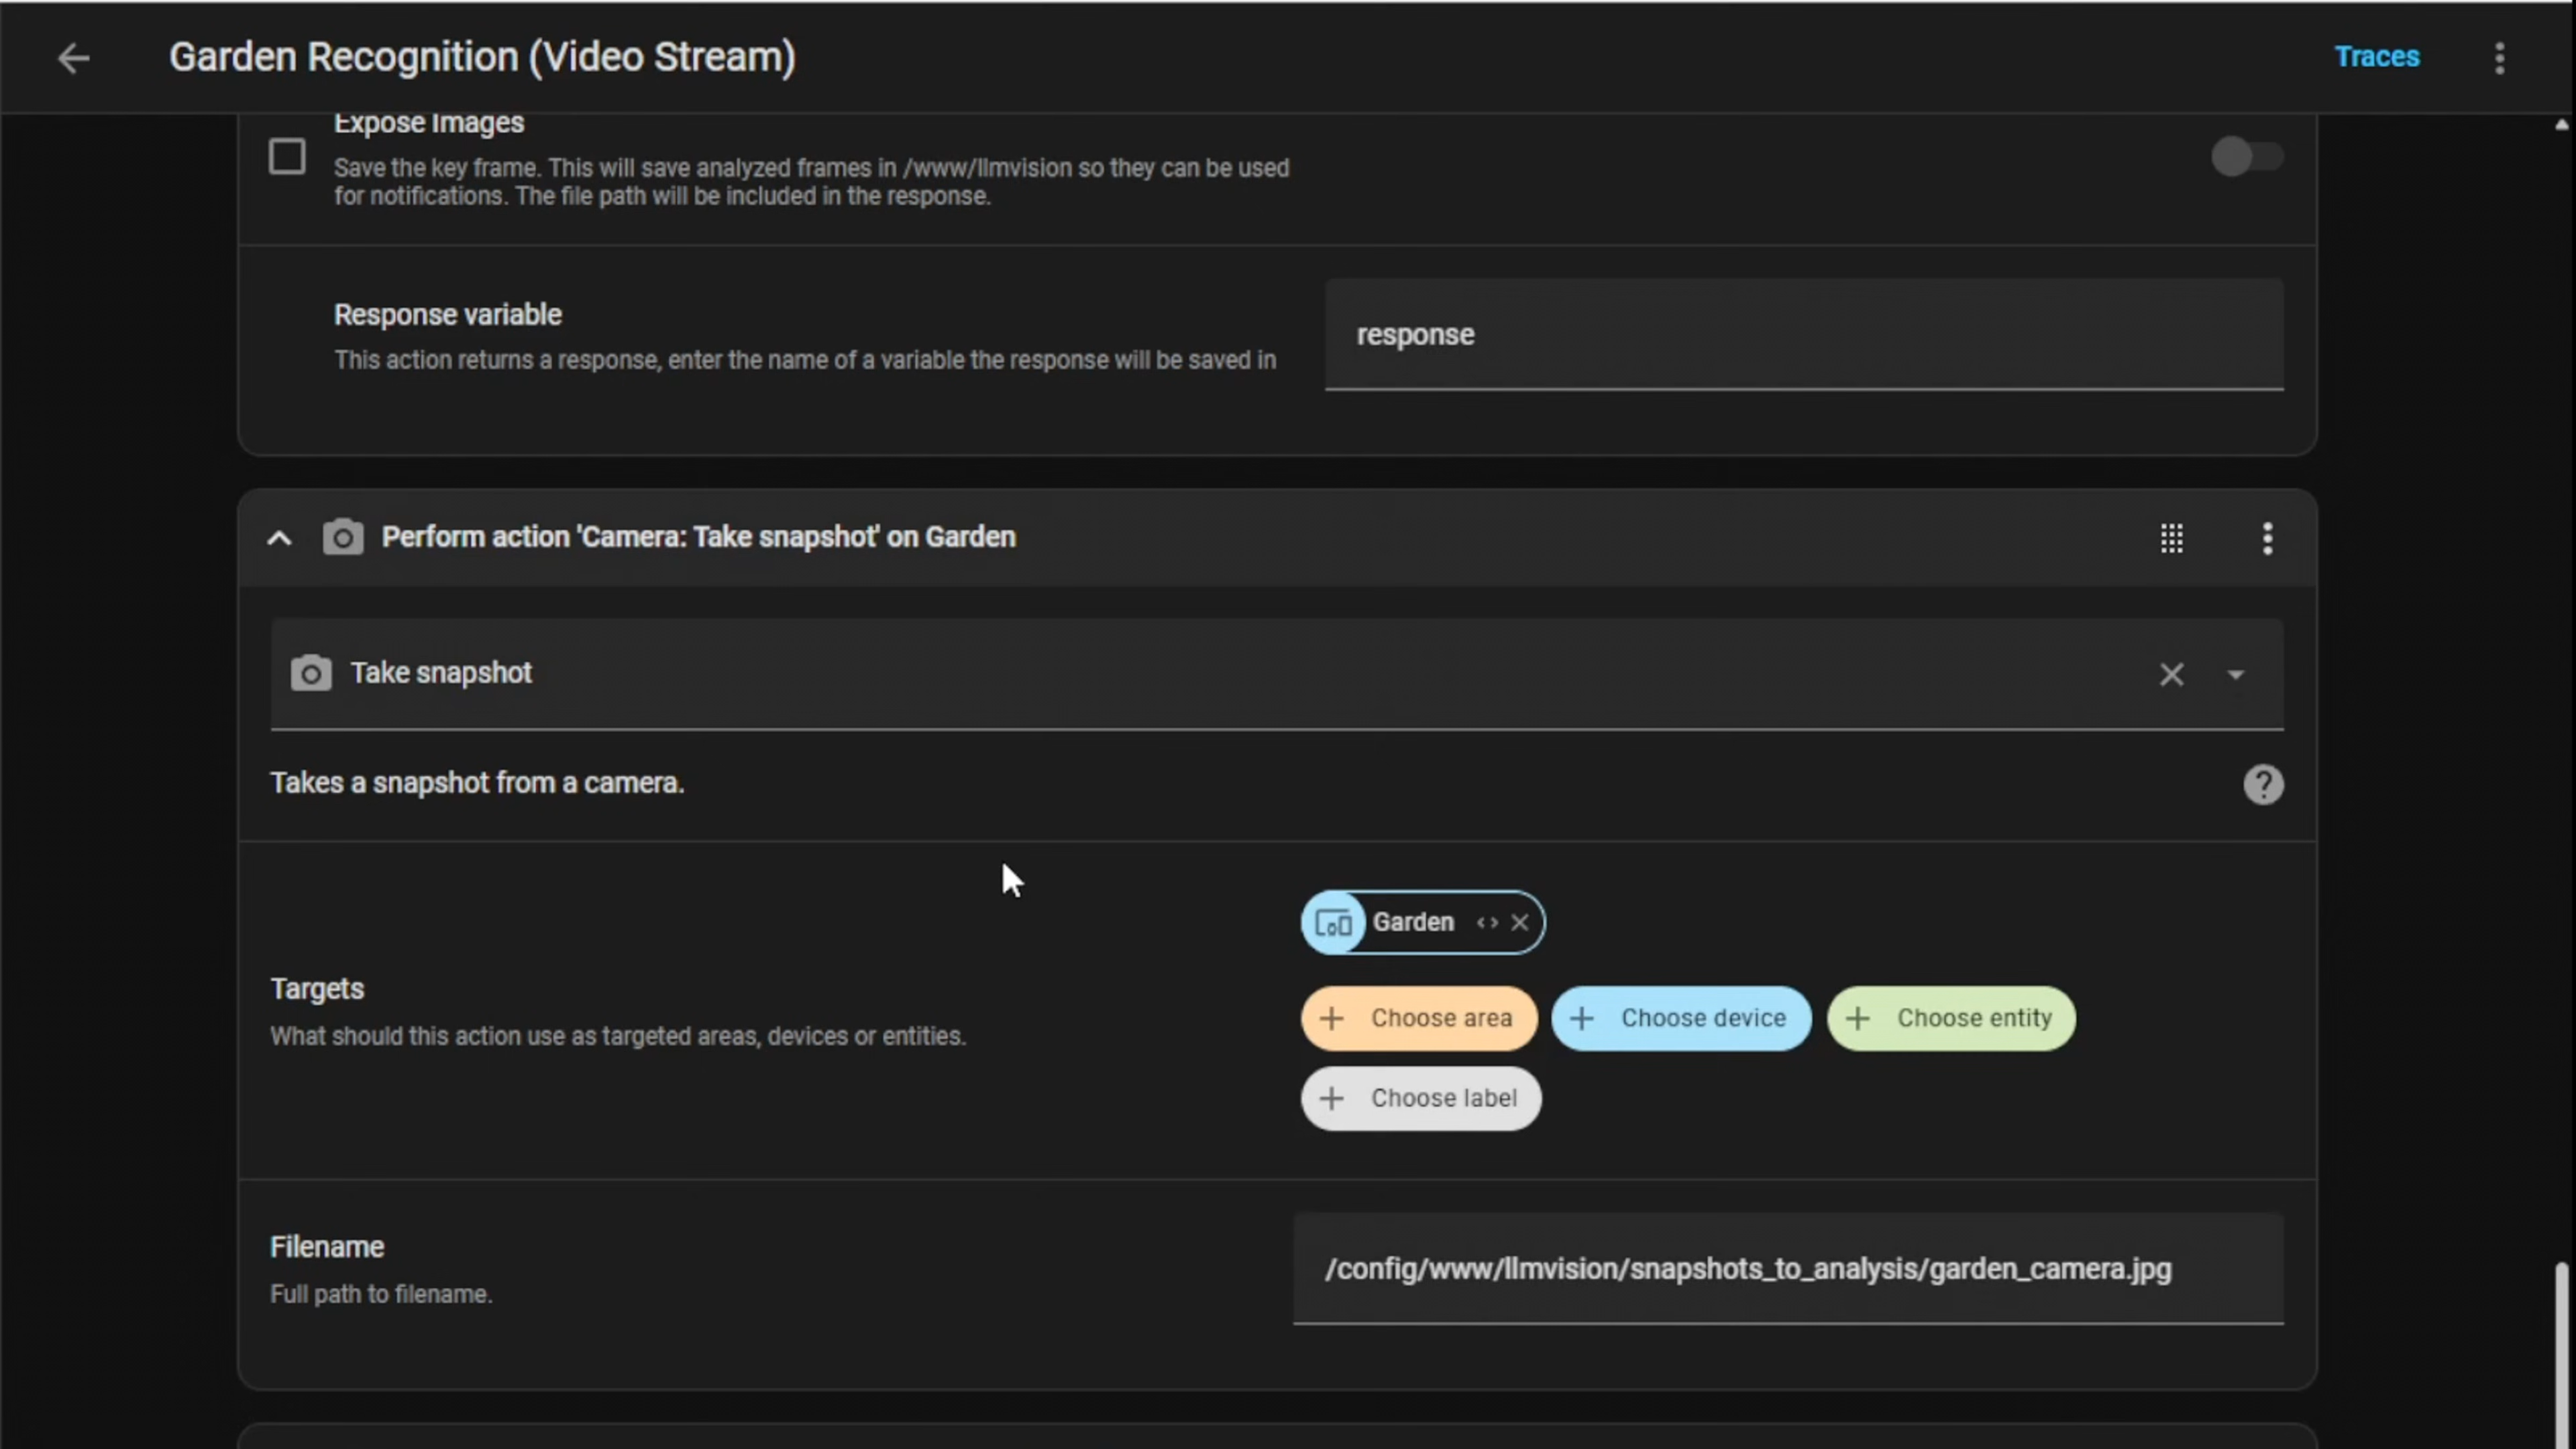 Garden Recognition (Video Stream)
Traces
Expose Images
Save the key frame. This will save analyzed frames in /www/llmvision so they can be used
for notifications. The file path will be included in the response.
Response variable
This action returns a response, enter the name of a variable the response will be saved in
response
Perform action 'Camera: Take snapshot' on Garden
Take snapshot
Takes a snapshot from a camera.
Garden
Targets
What should this action use as targeted areas, devices or entities.
Choose area
Choose device
Choose entity
Choose label
Filename
Full path to filename.
/config/www/llmvision/snapshots_to_analysis/garden_camera.jpg